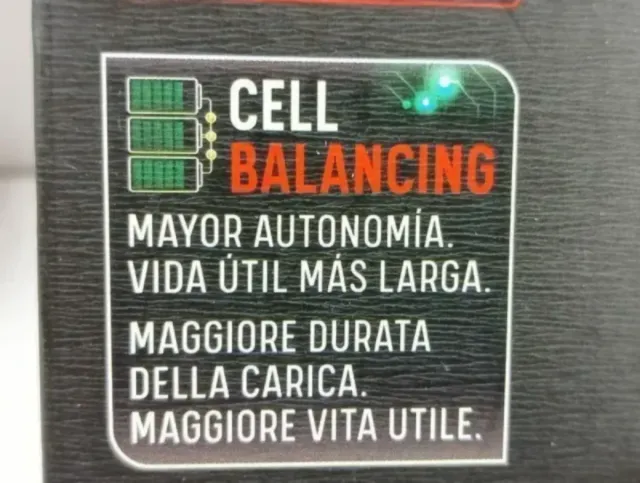 CELL
BALANCING
MAYOR AUTONOMÍA.
VIDA ÚTIL MÁS LARGA.
MAGGIORE DURATA
DELLA CARICA.
MAGGIORE VITA UTILE.